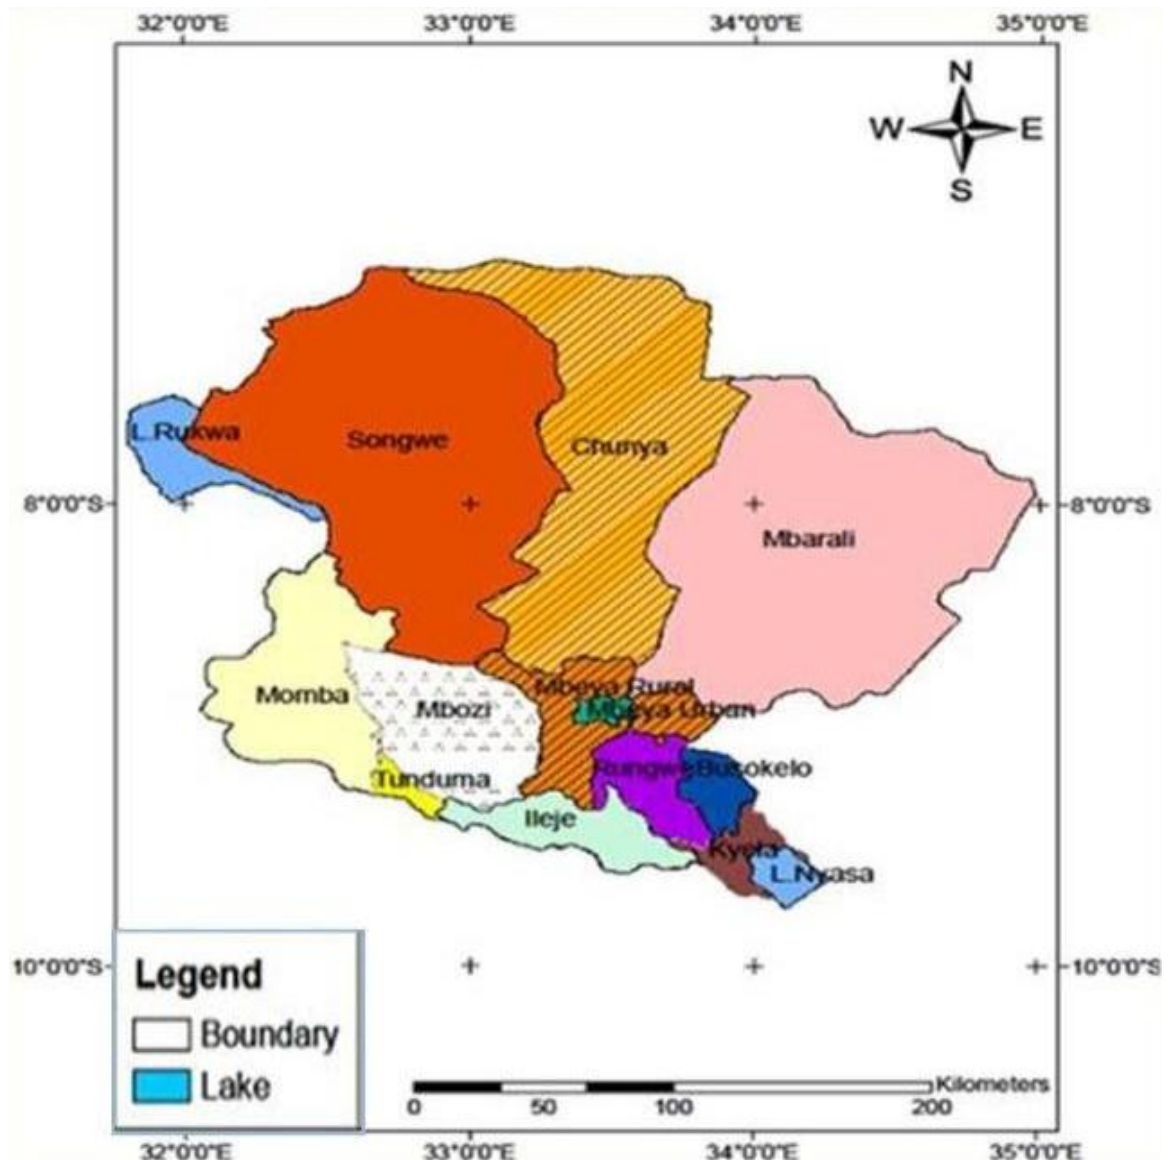 32°0'0"E 33°0'0"E 34°0'0"E 35°0'0"E
N
W E
S
L.Rukwa
Songwe
Chunya
8°0'0"S 8°0'0"S
Mbarali
Mbeya Rural
Momba
Mbozi
Mbeya Urban
Rungwe
Busokelo
Tunduma
Ileje
Kyela
L.Nyasa
10°0'0"S 10°0'0"S
Legend
Boundary
Lake
Kilometers
0 50 100 200
32°0'0"E 33°0'0"E 34°0'0"E 35°0'0"E